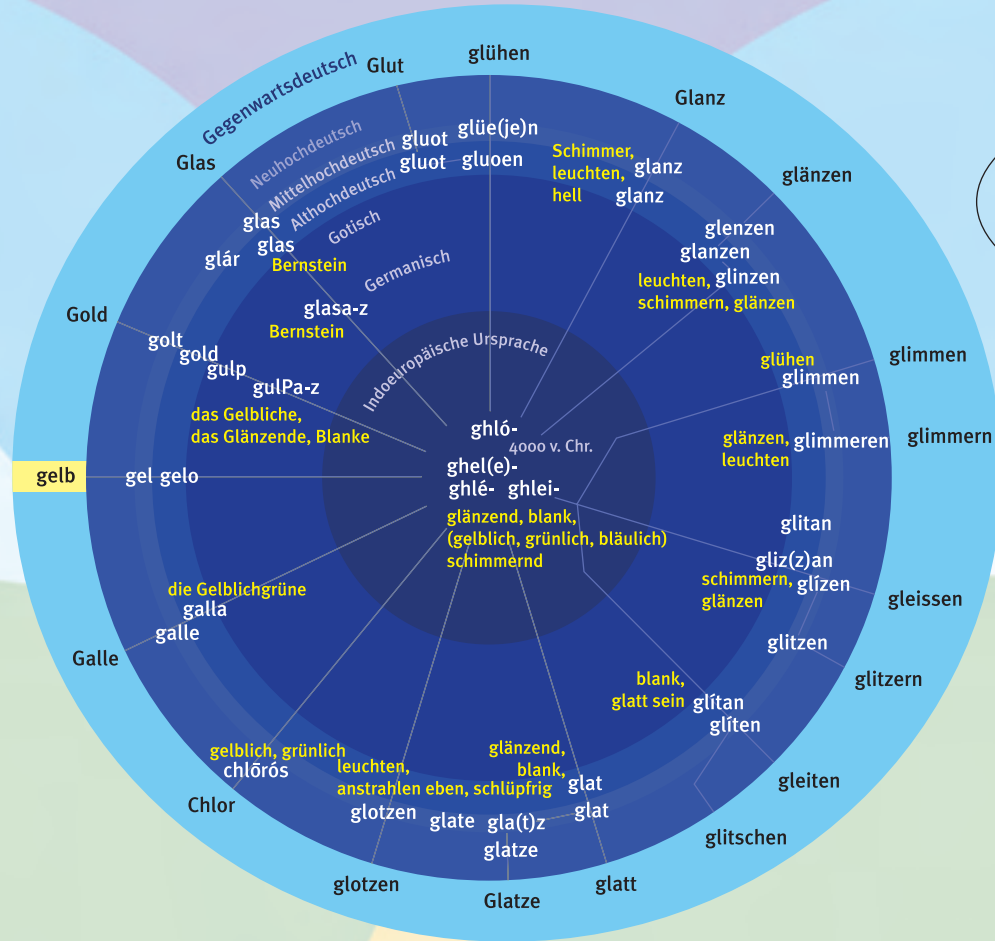 Gegenwartsdeutsch
Neuhochdeutsch
Mittelhochdeutsch
Althochdeutsch
Gotisch
Germanisch
Indoeuropäische Ursprache
ghló-
4000 v. Chr.
ghel(e)-
ghlé- ghlei-
glänzend, blank,
(gelblich, grünlich, bläulich)
schimmernd
glühen
glüe(je)n
gluoen
Glanz
Schimmer,
leuchten,
hell
glanz
glanz
glänzen
glenzen
glanzen
glinzen
leuchten,
schimmern, glänzen
glimmen
glühen
glimmen
glimmern
glänzen,
leuchten
glimmeren
glitan
gliz(z)an
schimmern,
glänzen
glízen
gleissen
glitzen
glitzern
blank,
glatt sein
glítan
glíten
gleiten
glitschen
glänzend,
blank,
glat
glat
glatt
glate
gla(t)z
glatze
Glatze
leuchten,
anstrahlen eben, schlüpfrig
glotzen
glotzen
gelblich, grünlich
chlórós
Chlor
die Gelblichgrüne
galla
galle
Galle
gelb
gel gelo
Gold
golt
gold
gulp
gulPa-z
das Gelbliche,
das Glänzende, Blanke
Glas
glas
glas
glár
Bernstein
glasa-z
Bernstein
Glut
gluot
gluot